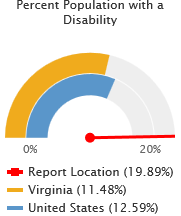 Percent Population with a
Disability
0%
20%
Report Location (19.89%)
Virginia (11.48%)
United States (12.59%)